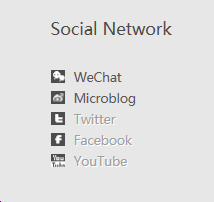 Social Network
WeChat
Microblog
Twitter
Facebook
YouTube